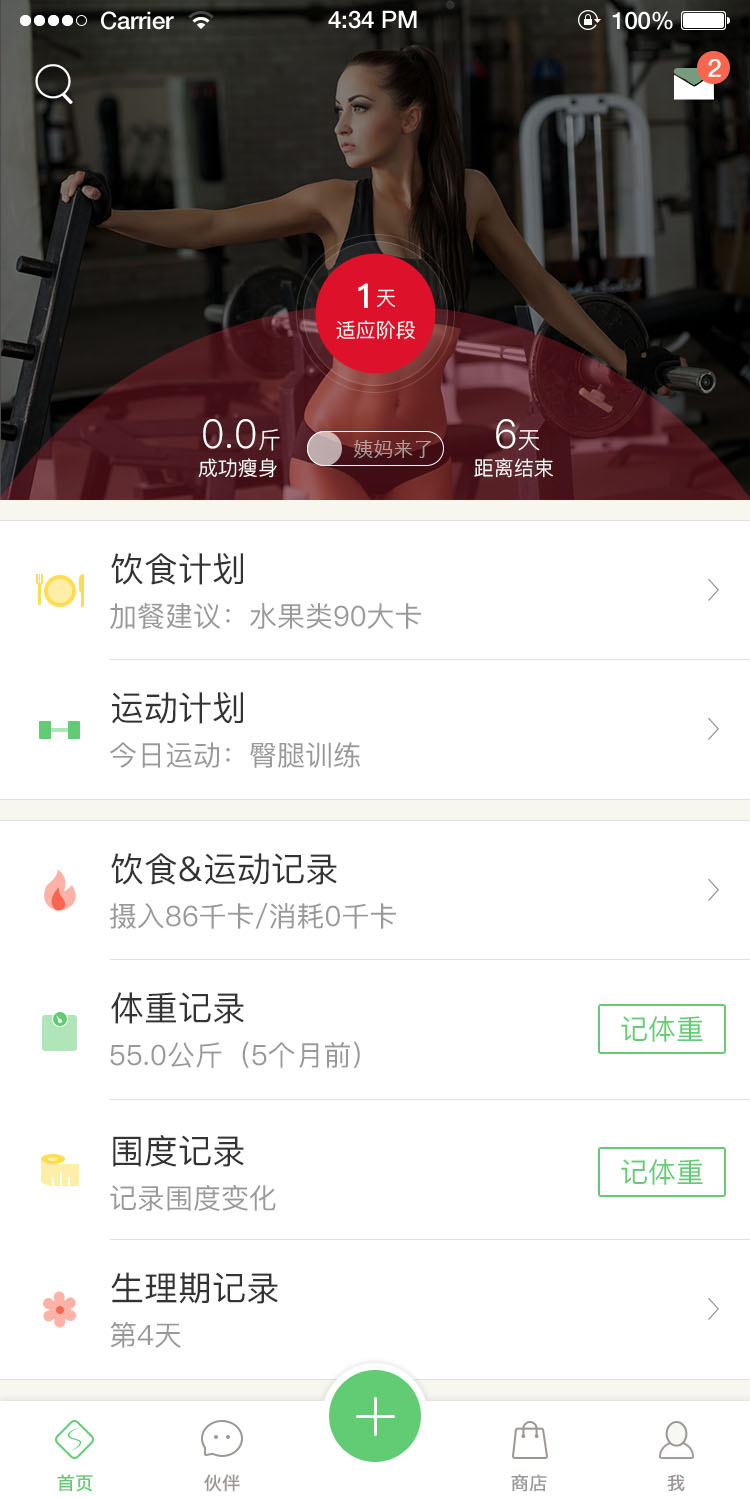 Carrier 4:34 PM 100%
2
1天
适应阶段
0.0斤
成功瘦身
姨妈来了
6天
距离结束
饮食计划
加餐建议：水果类90大卡
运动计划
今日运动：臀腿训练
饮食&运动记录
摄入86千卡/消耗0千卡
体重记录
55.0公斤（5个月前）
记体重
围度记录
记录围度变化
记体重
生理期记录
第4天
首页 伙伴 商店 我